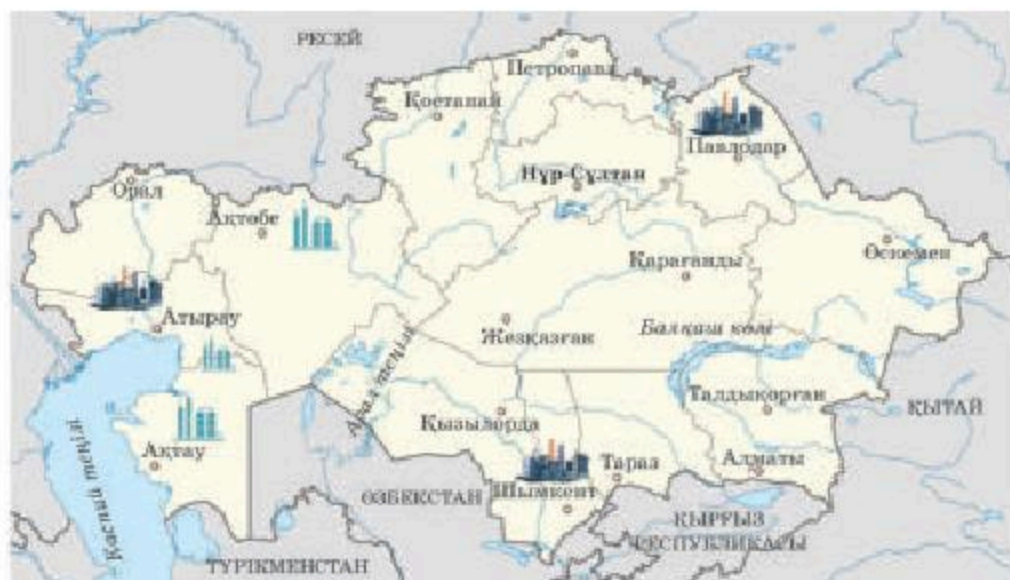 РЕСЕЙ
Петропавл
Қостанай
Павлодар
Нұр-Сұлтан
Орал
Ақтөбе
Өскемен
Қарағанды
Атырау
Балқаш көлі
Жезқазған
Арал теңізі
Талдықорған
ҚЫТАЙ
Қызылорда
Ақтау
Каспий теңізі
Тараз
Алматы
ӨЗБЕКСТАН
Шымкент
ҚЫРҒЫЗ
РЕСПУБЛИКАСЫ
ТҮРІКМЕНСТАН